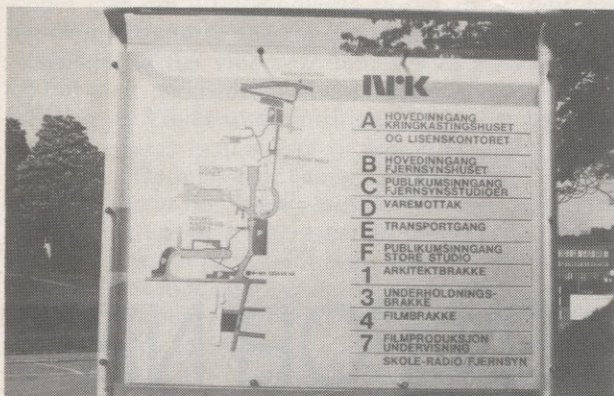 NRK
A HOVEDINNGANG
KRINGKASTINGSHUSET
OG LISENSKONTORET
B HOVEDINNGANG
FJERNSYNSHUSET
C PUBLIKUMSINNGANG
FJERNSYNSSTUDIOER
D VAREMOTTAK
E TRANSPORTGANG
F PUBLIKUMSINNGANG
STORE STUDIO
1 ARKITEKTBRAKKE
3 UNDERHOLDNINGS-
BRAKKE
4 FILMBRAKKE
7 FILMPRODUKSJON
UNDERVISNING
SKOLE-RADIO/FJERNSYN